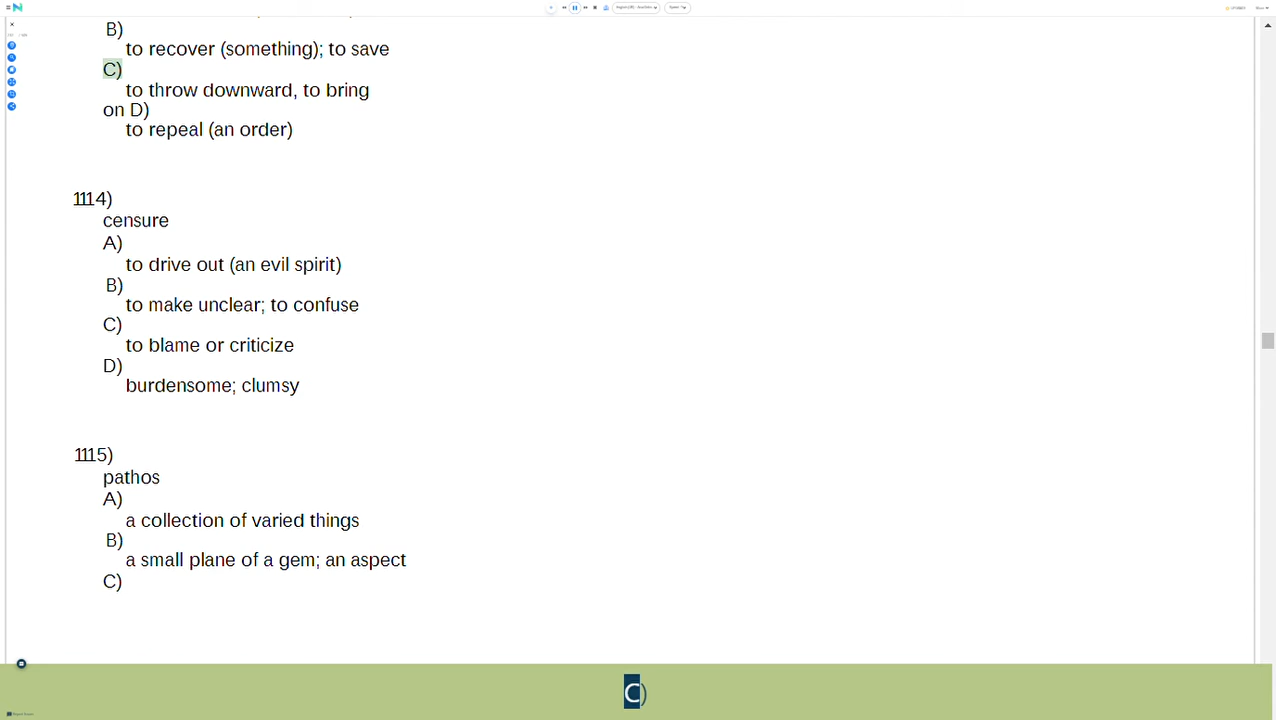 B)
to recover (something); to save
C)
to throw downward, to bring
on D)
to repeal (an order)
1114)
censure
A)
to drive out (an evil spirit)
B)
to make unclear; to confuse
C)
to blame or criticize
D)
burdensome; clumsy
1115)
pathos
A)
a collection of varied things
B)
a small plane of a gem; an aspect
C)
C)